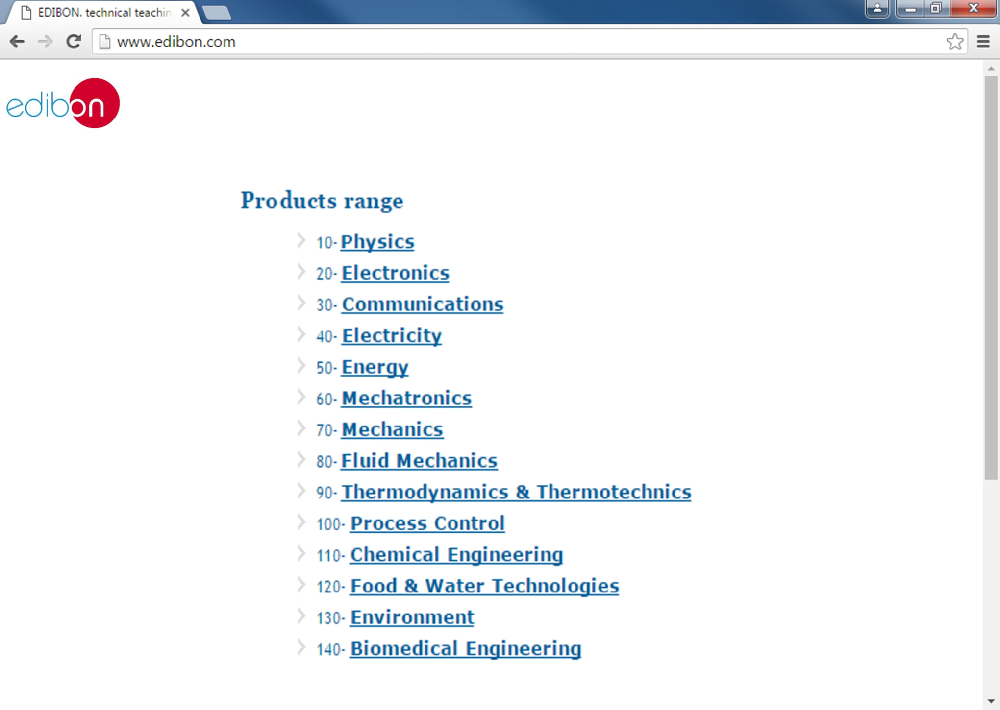 EDIBON. technical teachin
www.edibon.com
edibon
Products range
10- Physics
20- Electronics
30- Communications
40- Electricity
50- Energy
60- Mechatronics
70- Mechanics
80- Fluid Mechanics
90- Thermodynamics & Thermotechnics
100- Process Control
110- Chemical Engineering
120- Food & Water Technologies
130- Environment
140- Biomedical Engineering